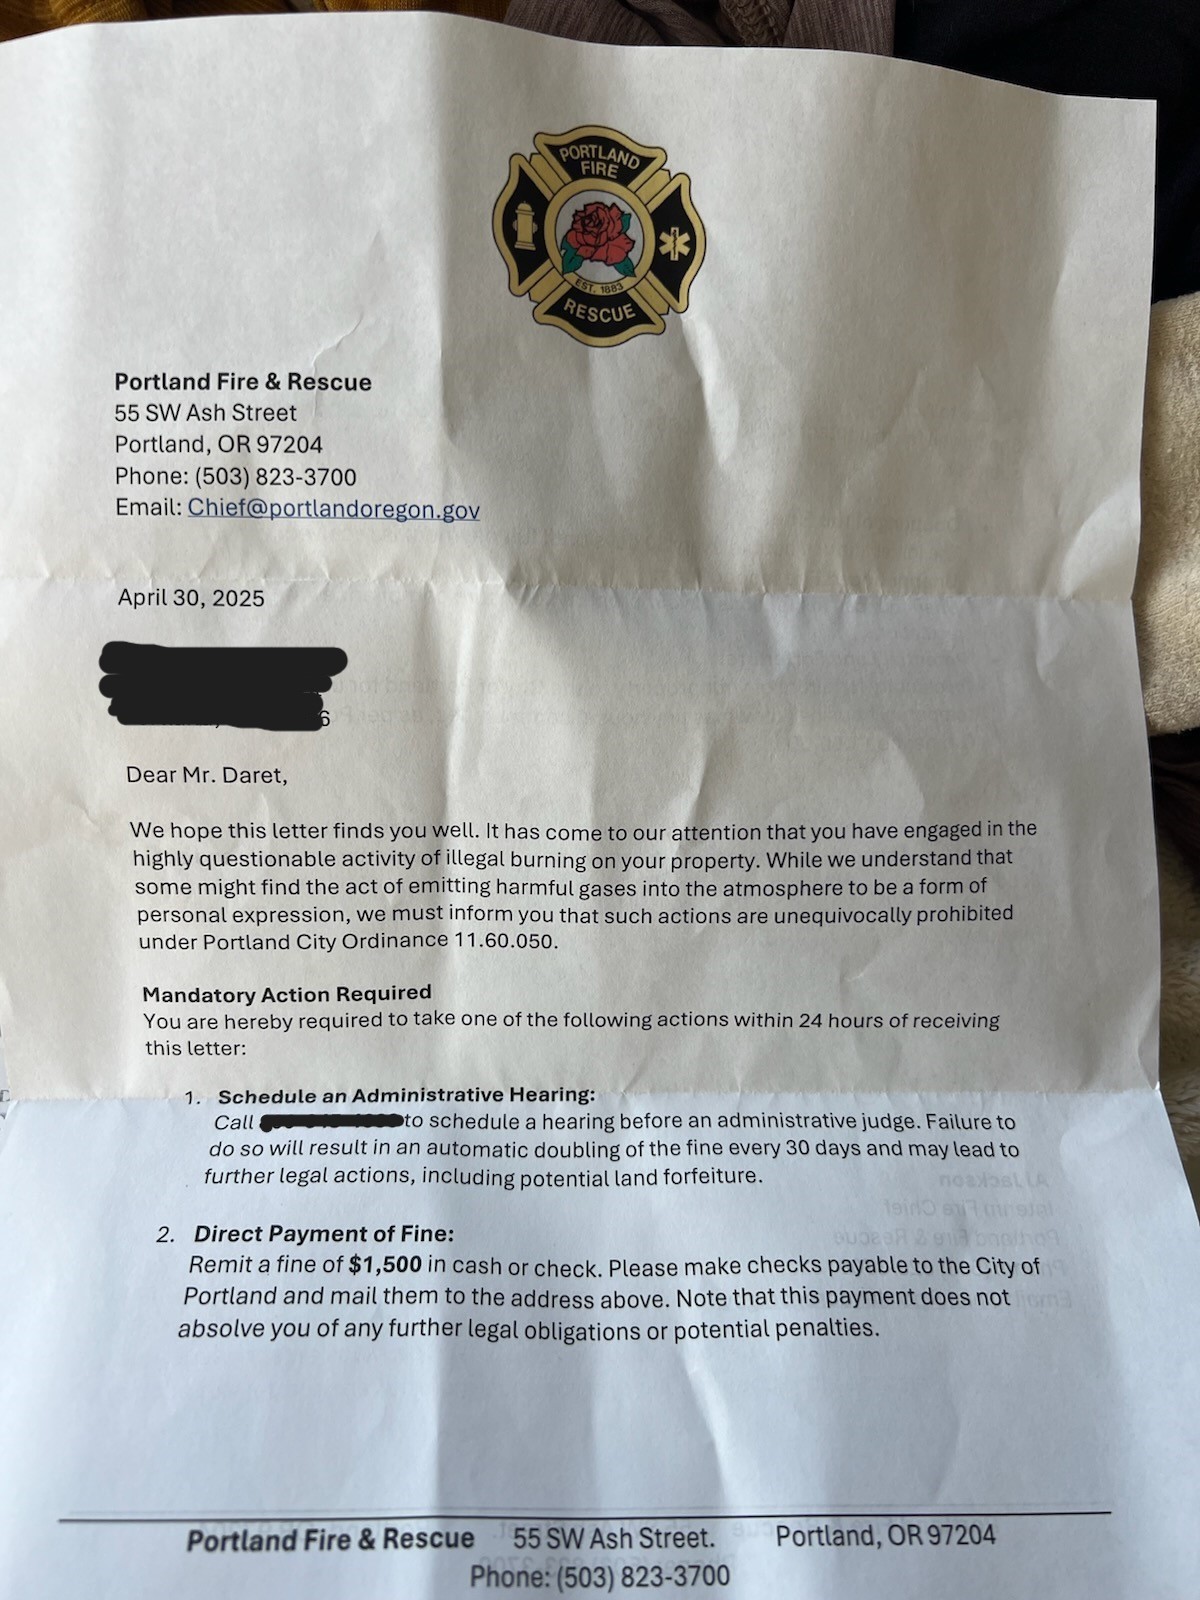 PORTLAND
FIRE
EST. 1883
RESCUE
Portland Fire & Rescue
55 SW Ash Street
Portland, OR 97204
Phone: (503) 823-3700
Email: Chief@portlandoregon.gov
April 30, 2025
6
Dear Mr. Daret,
We hope this letter finds you well. It has come to our attention that you have engaged in the
highly questionable activity of illegal burning on your property. While we understand that
some might find the act of emitting harmful gases into the atmosphere to be a form of
personal expression, we must inform you that such actions are unequivocally prohibited
under Portland City Ordinance 11.60.050.
Mandatory Action Required
You are hereby required to take one of the following actions within 24 hours of receiving
this letter:
1. Schedule an Administrative Hearing:
Call to schedule a hearing before an administrative judge. Failure to
do so will result in an automatic doubling of the fine every 30 days and may lead to
further legal actions, including potential land forfeiture.
2. Direct Payment of Fine:
Remit a fine of $1,500 in cash or check. Please make checks payable to the City of
Portland and mail them to the address above. Note that this payment does not
absolve you of any further legal obligations or potential penalties.
Al Jackson
Interim Fire Chief
Portland Fire & Rescue
Portland Fire & Rescue 55 SW Ash Street. Portland, OR 97204
Phone: (503) 823-3700